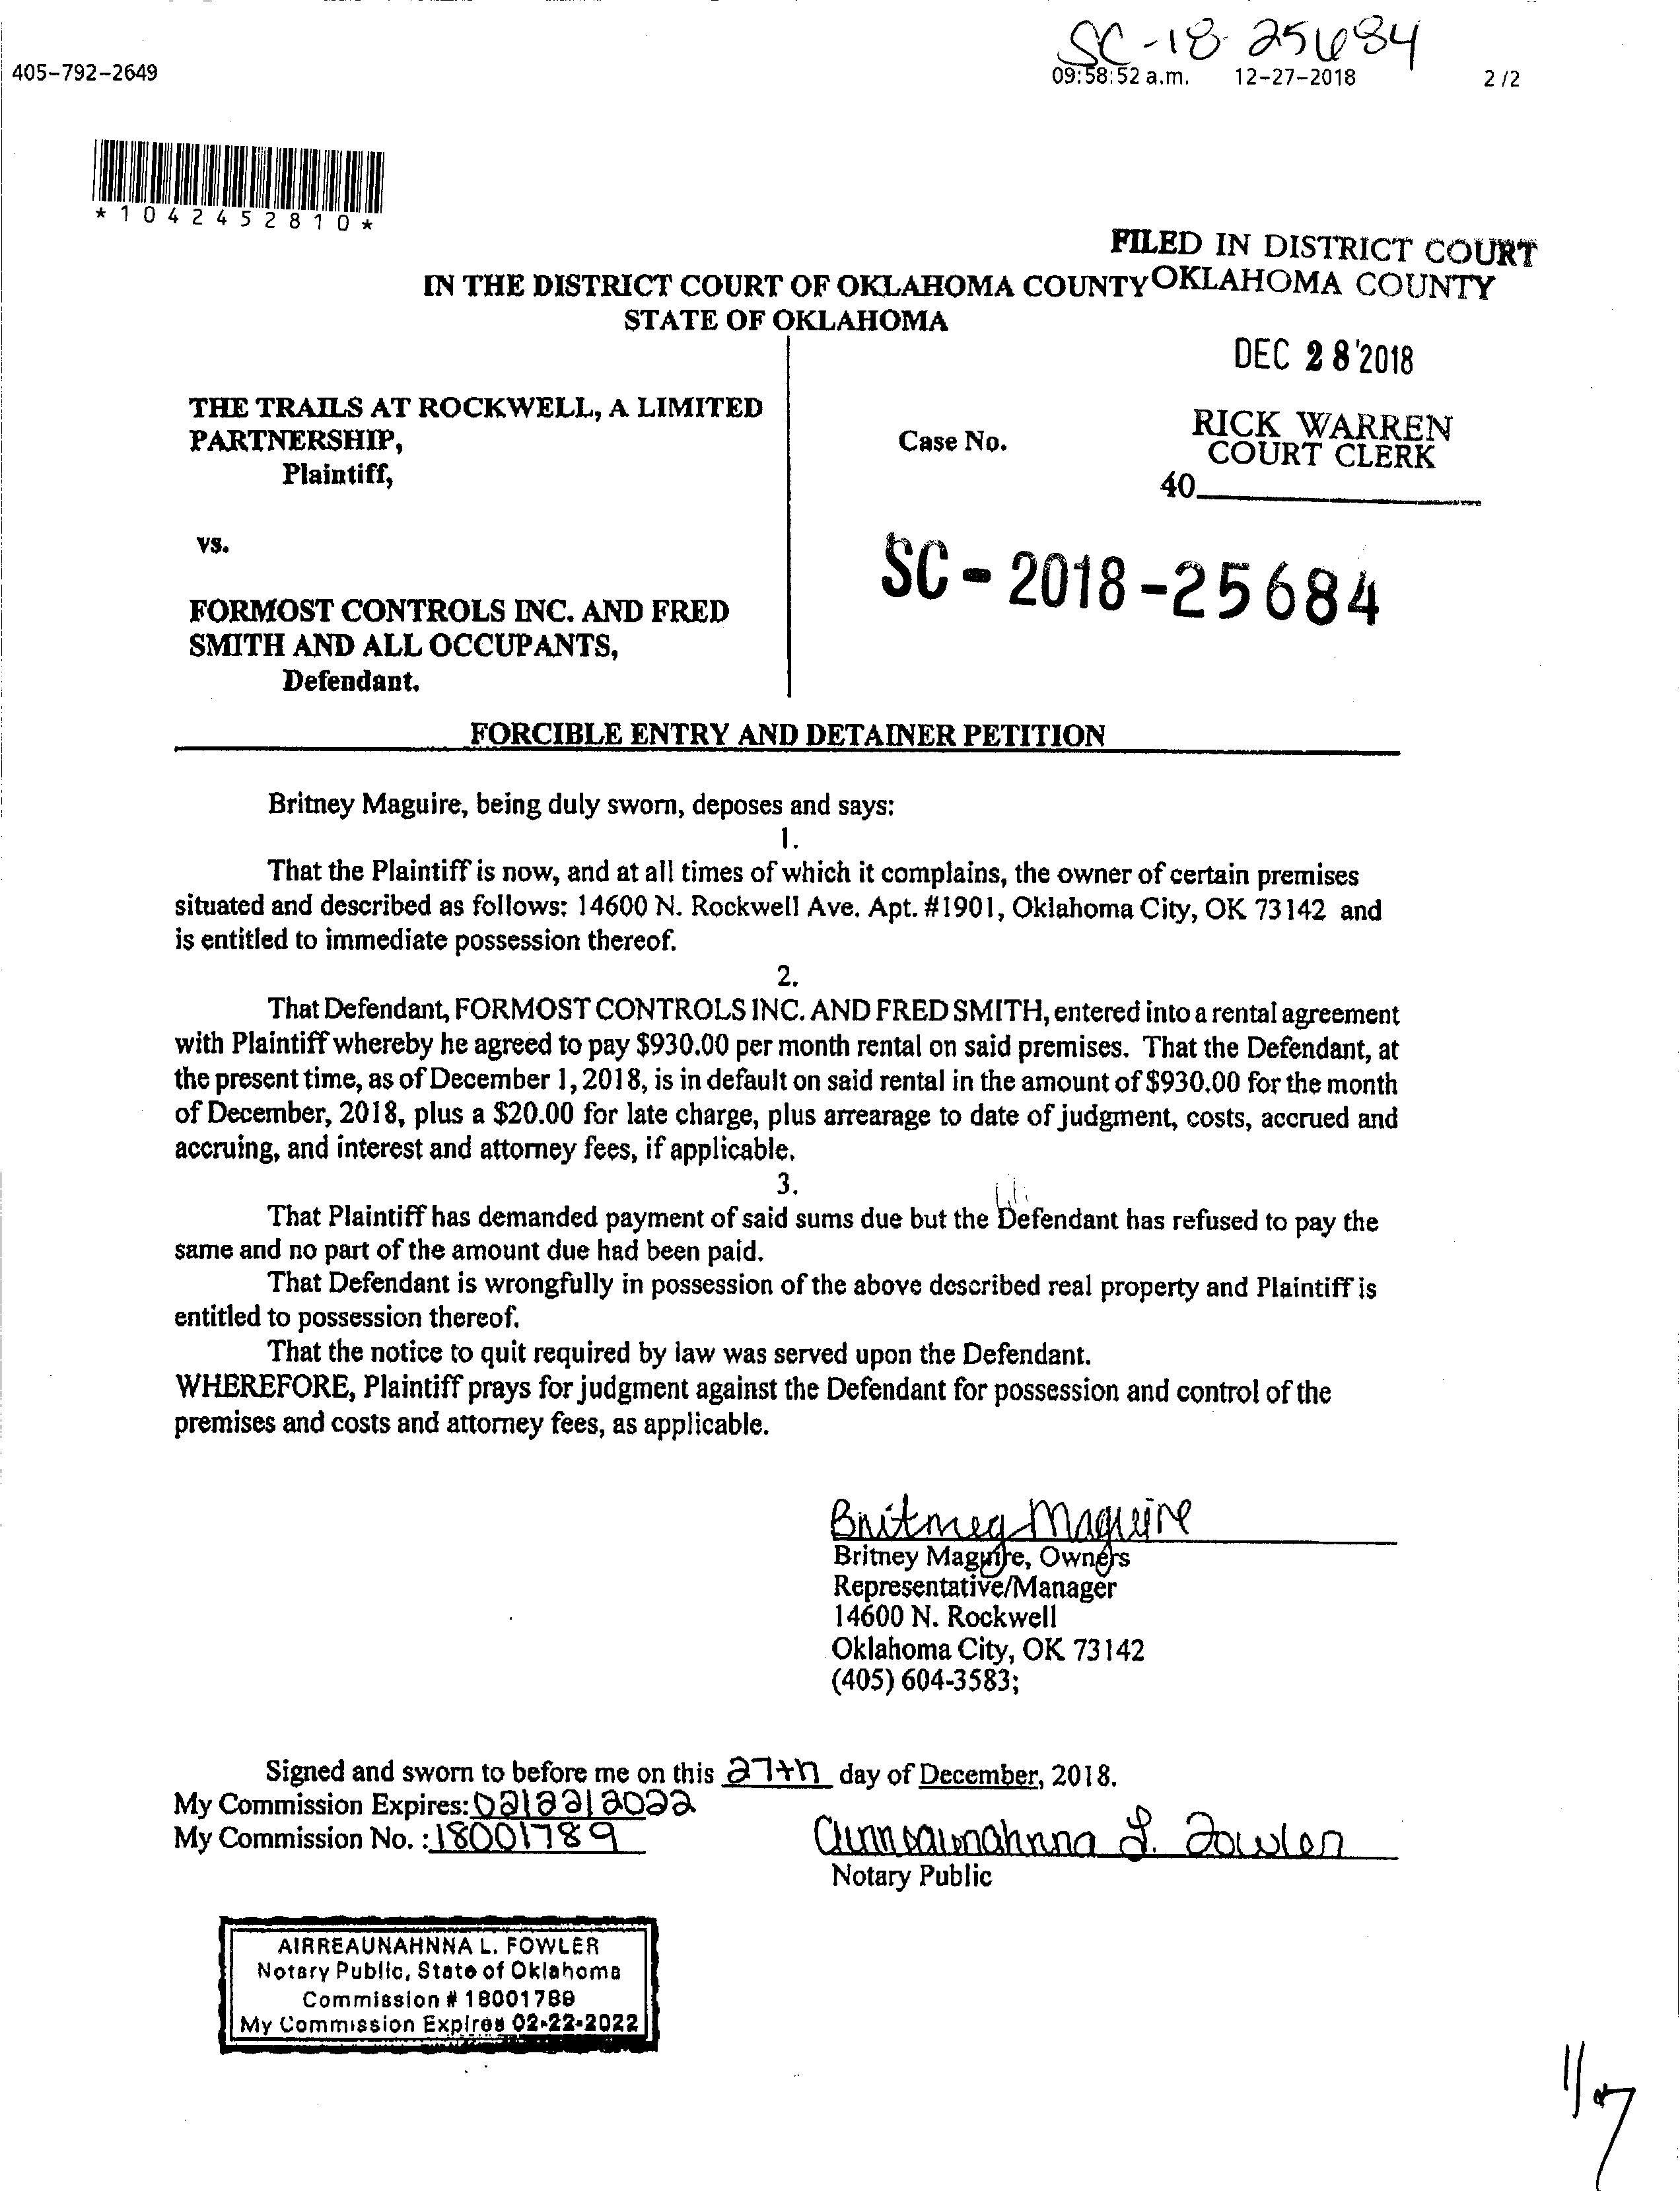 SC-18-25684
405-792-2649 09:58:52 a.m. 12-27-2018 2/2
*1042452810*
FILED IN DISTRICT COURT
OKLAHOMA COUNTY
IN THE DISTRICT COURT OF OKLAHOMA COUNTY
STATE OF OKLAHOMA
DEC 28 2018
RICK WARREN
COURT CLERK
40
THE TRAILS AT ROCKWELL, A LIMITED
PARTNERSHIP,
Plaintiff,
Case No.
vs.
SC-2018-25684
FORMOST CONTROLS INC. AND FRED
SMITH AND ALL OCCUPANTS,
Defendant.
FORCIBLE ENTRY AND DETAINER PETITION
Britney Maguire, being duly sworn, deposes and says:
1.
That the Plaintiff is now, and at all times of which it complains, the owner of certain premises
situated and described as follows: 14600 N. Rockwell Ave. Apt. #1901, Oklahoma City, OK 73142 and
is entitled to immediate possession thereof.
2.
That Defendant, FORMOST CONTROLS INC. AND FRED SMITH, entered into a rental agreement
with Plaintiff whereby he agreed to pay $930.00 per month rental on said premises. That the Defendant, at
the present time, as of December 1, 2018, is in default on said rental in the amount of $930.00 for the month
of December, 2018, plus a $20.00 for late charge, plus arrearage to date of judgment, costs, accrued and
accruing, and interest and attorney fees, if applicable.
3.
That Plaintiff has demanded payment of said sums due but the Defendant has refused to pay the
same and no part of the amount due had been paid.
That Defendant is wrongfully in possession of the above described real property and Plaintiff is
entitled to possession thereof.
That the notice to quit required by law was served upon the Defendant.
WHEREFORE, Plaintiff prays for judgment against the Defendant for possession and control of the
premises and costs and attorney fees, as applicable.
Britney Maguire
Britney Maguire, Owners
Representative/Manager
14600 N. Rockwell
Oklahoma City, OK 73142
(405) 604-3583;
Signed and sworn to before me on this 27th day of December, 2018.
My Commission Expires: 02/22/2022
My Commission No. : 18001789
Notary Public
AIRREAUNAHNNA L. FOWLER
Notary Public, State of Oklahoma
Commission # 18001789
My Commission Expires 02-22-2022